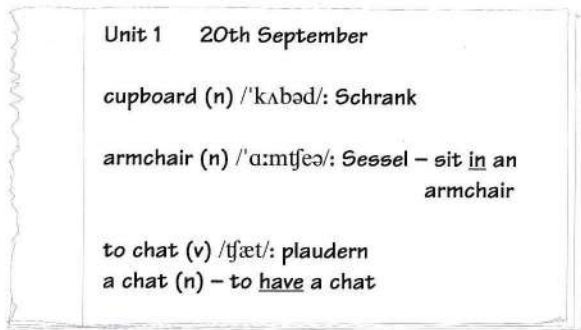 Unit 1 20th September
cupboard (n) /ˈkʌbəd/: Schrank
armchair (n) /ˈɑːmtʃeə/: Sessel – sit in an
armchair
to chat (v) /tʃæt/: plaudern
a chat (n) – to have a chat